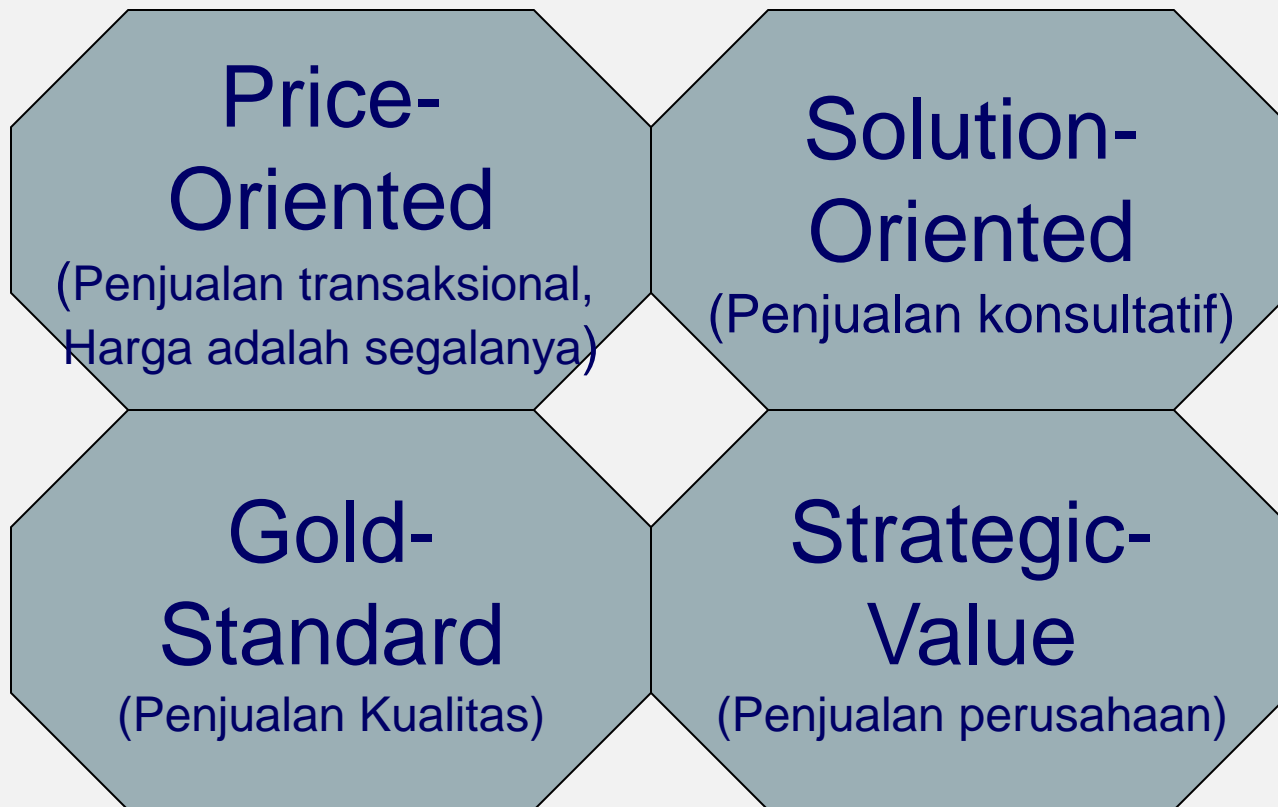 Price-
Oriented
(Penjualan transaksional,
Harga adalah segalanya)
Solution-
Oriented
(Penjualan konsultatif)
Gold-
Standard
(Penjualan Kualitas)
Strategic-
Value
(Penjualan perusahaan)